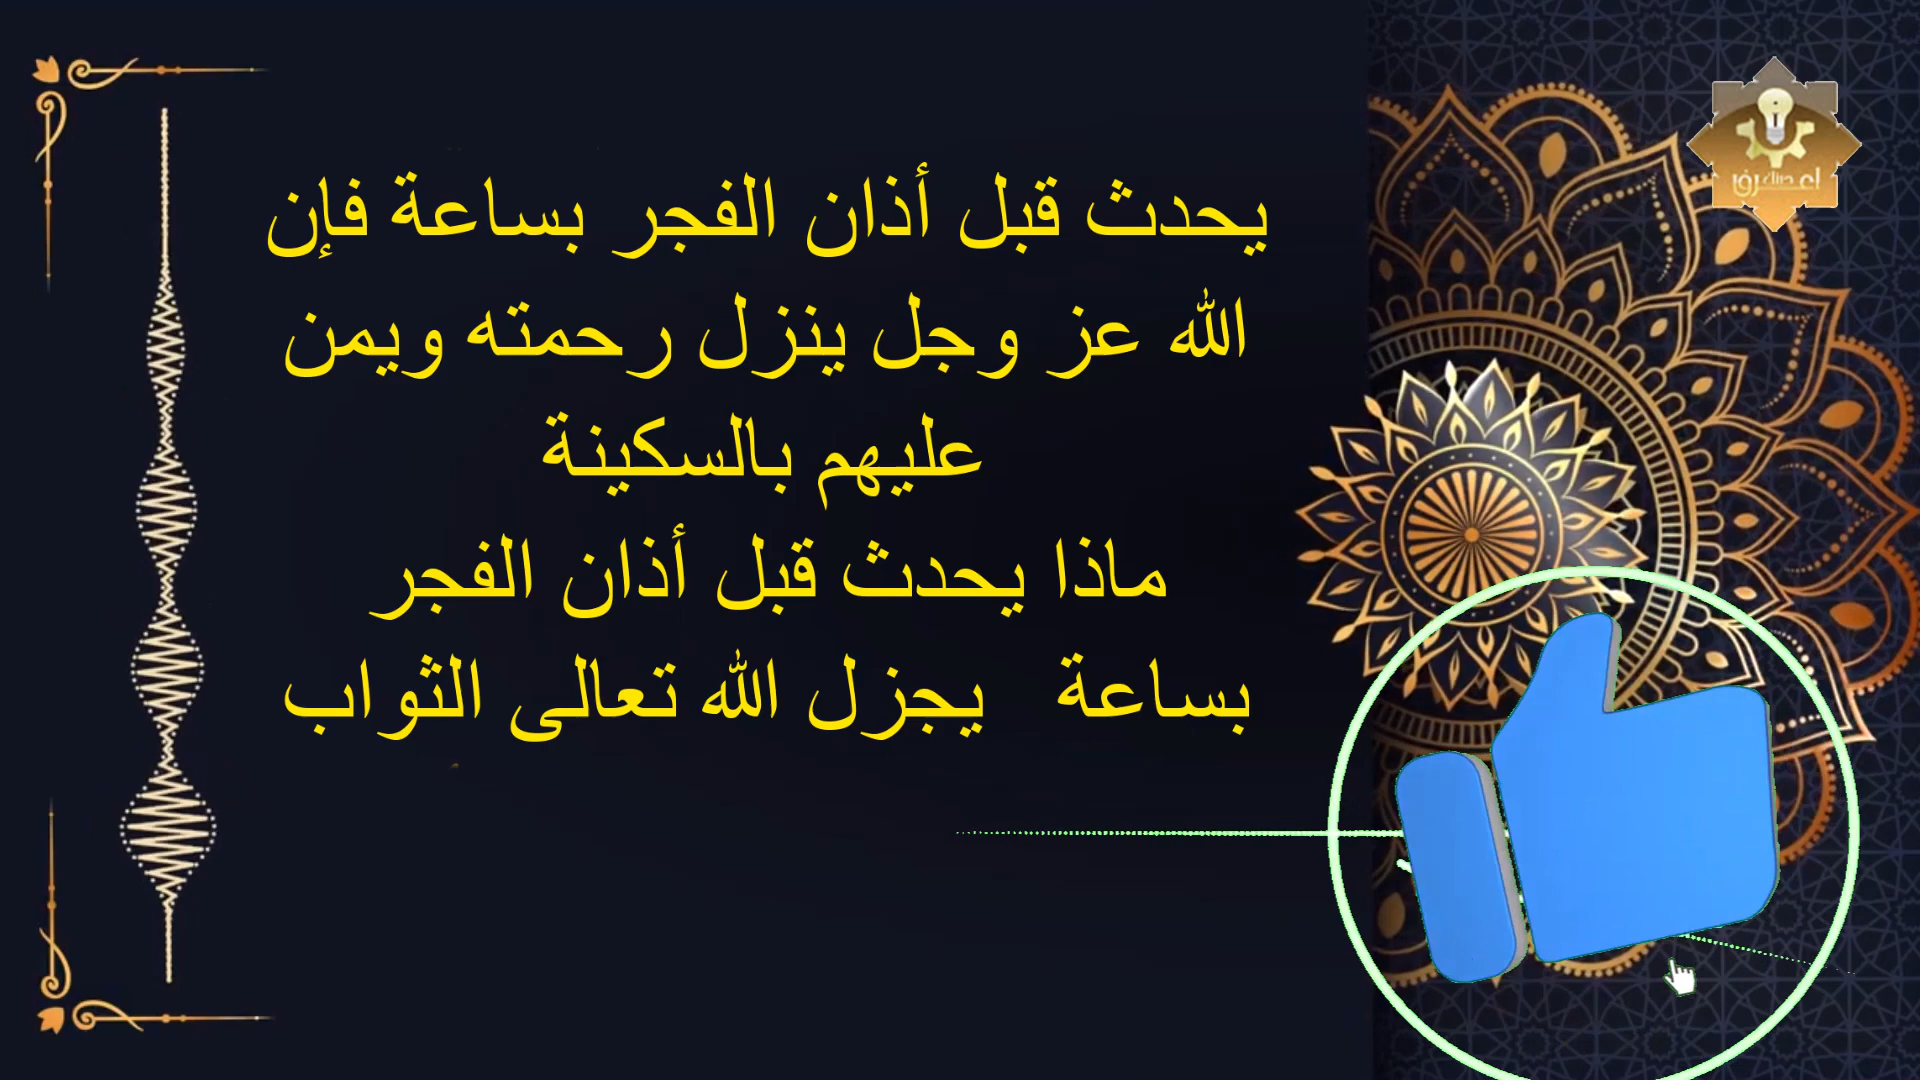 يحدث قبل أذان الفجر بساعة فإن
الله عز وجل ينزل رحمته ويمن
عليهم بالسكينة
ماذا يحدث قبل أذان الفجر
بساعة يجزل الله تعالى الثواب